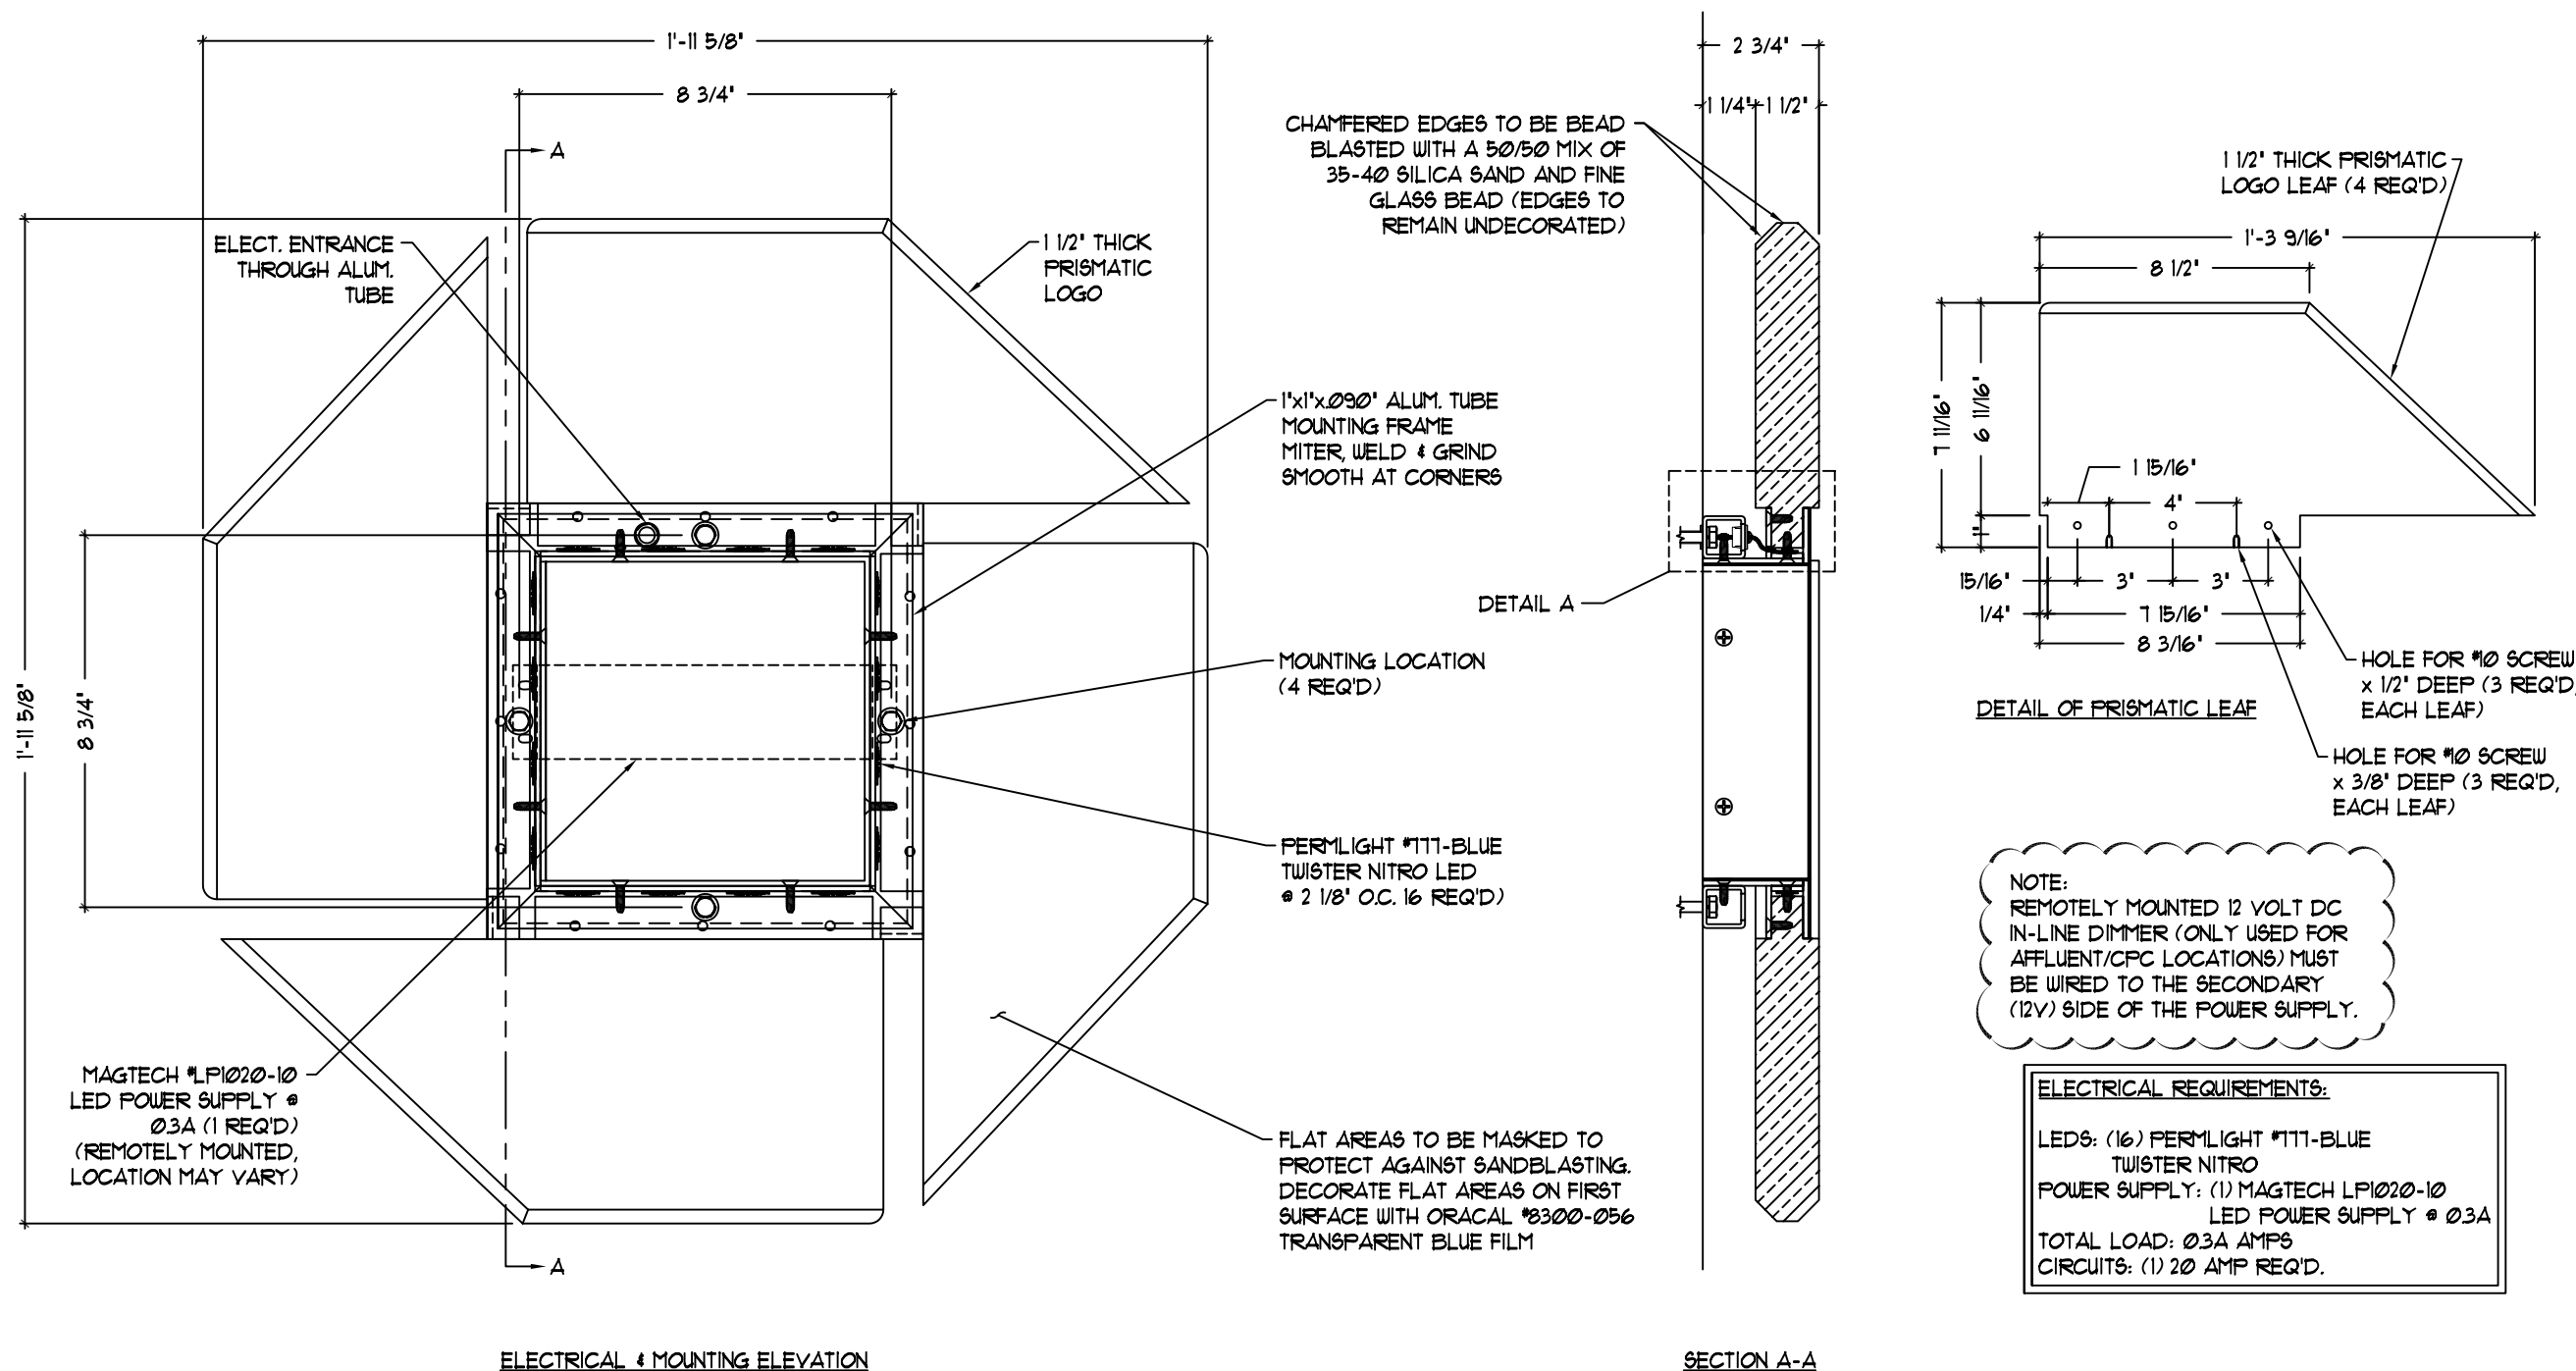 1'-11 5/8"
8 3/4"
A
ELECT. ENTRANCE
THROUGH ALUM.
TUBE
1 1/2" THICK
PRISMATIC
LOGO
1'-11 5/8"
8 3/4"
1"x1"x.090" ALUM. TUBE
MOUNTING FRAME
MITER, WELD & GRIND
SMOOTH AT CORNERS
MOUNTING LOCATION
(4 REQ'D)
PERMLIGHT #777-BLUE
TWISTER NITRO LED
@ 2 1/8" O.C. 16 REQ'D)
MAGTECH #LP1020-10
LED POWER SUPPLY @
0.3A (1 REQ'D)
(REMOTELY MOUNTED,
LOCATION MAY VARY)
FLAT AREAS TO BE MASKED TO
PROTECT AGAINST SANDBLASTING.
DECORATE FLAT AREAS ON FIRST
SURFACE WITH ORACAL #8300-056
TRANSPARENT BLUE FILM
A
ELECTRICAL & MOUNTING ELEVATION
2 3/4"
1 1/4"
1 1/2"
CHAMFERED EDGES TO BE BEAD
BLASTED WITH A 50/50 MIX OF
35-40 SILICA SAND AND FINE
GLASS BEAD (EDGES TO
REMAIN UNDECORATED)
DETAIL A
SECTION A-A
1 1/2" THICK PRISMATIC
LOGO LEAF (4 REQ'D)
1'-3 9/16"
8 1/2"
7 11/16"
6 11/16"
1"
1 15/16"
4"
15/16"
3"
3"
1/4"
7 15/16"
8 3/16"
HOLE FOR #10 SCREW
x 1/2" DEEP (3 REQ'D,
EACH LEAF)
DETAIL OF PRISMATIC LEAF
HOLE FOR #10 SCREW
x 3/8" DEEP (3 REQ'D,
EACH LEAF)
NOTE:
REMOTELY MOUNTED 12 VOLT DC
IN-LINE DIMMER (ONLY USED FOR
AFFLUENT/CPC LOCATIONS) MUST
BE WIRED TO THE SECONDARY
(12V) SIDE OF THE POWER SUPPLY.
ELECTRICAL REQUIREMENTS:
LEDS: (16) PERMLIGHT #777-BLUE
TWISTER NITRO
POWER SUPPLY: (1) MAGTECH LP1020-10
LED POWER SUPPLY @ 0.3A
TOTAL LOAD: 0.3A AMPS
CIRCUITS: (1) 20 AMP REQ'D.